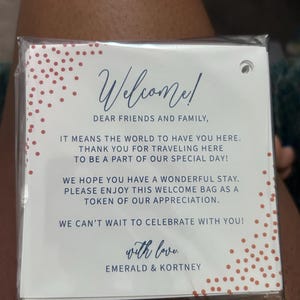 Welcome!
DEAR FRIENDS AND FAMILY,
IT MEANS THE WORLD TO HAVE YOU HERE.
THANK YOU FOR TRAVELING HERE
TO BE A PART OF OUR SPECIAL DAY!
WE HOPE YOU HAVE A WONDERFUL STAY.
PLEASE ENJOY THIS WELCOME BAG AS A
TOKEN OF OUR APPRECIATION.
WE CAN'T WAIT TO CELEBRATE WITH YOU!
with love
EMERALD & KORTNEY